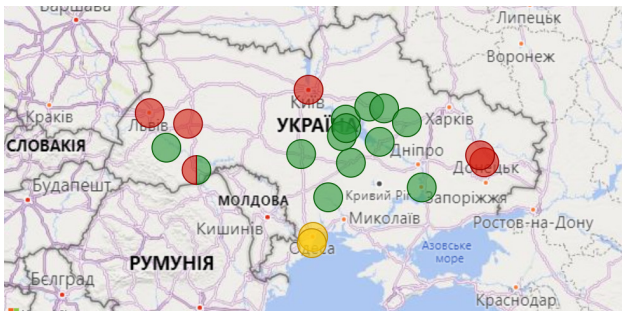 Варшава
Липецьк
Воронеж
Київ
Краків
Львів
Харків
УКРАЇНА
СЛОВАКІЯ
Дніпро
Донецьк
Будапешт
МОЛДОВА
Кривий Ріг
Запоріжжя
Миколаїв
Ростов-на-Дону
Кишинів
Одеса
Азовське
море
РУМУНІЯ
Бєлград
Краснодар